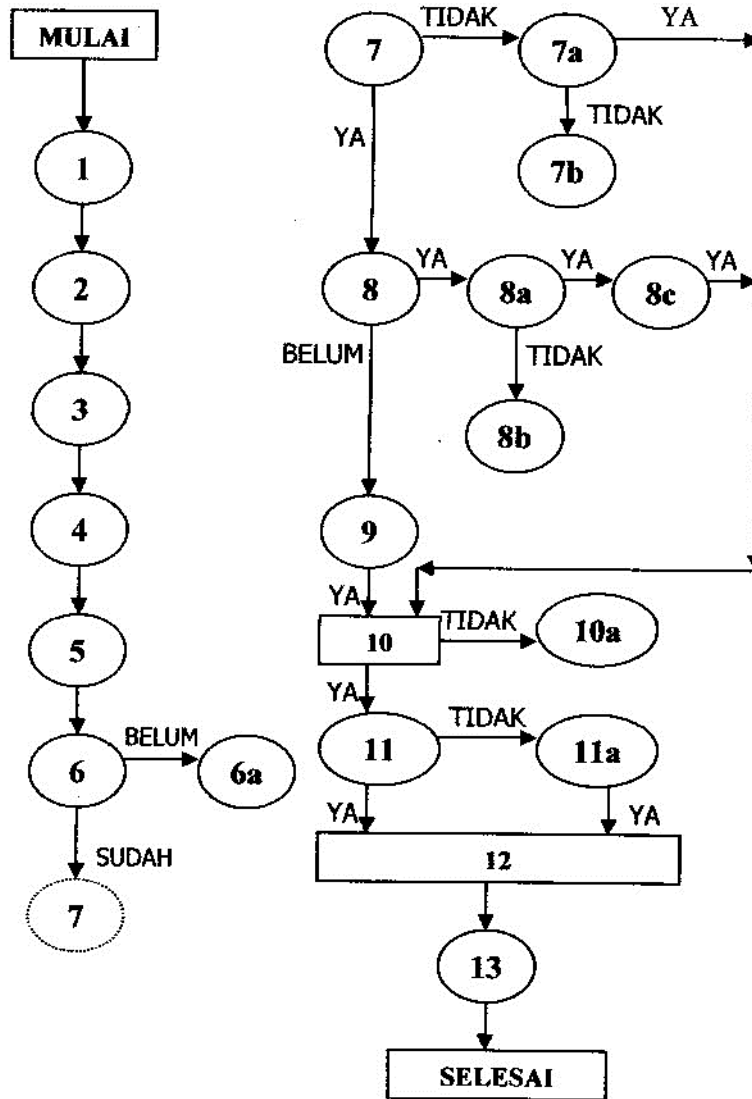 MULAI
1
2
3
4
5
6
BELUM
6a
SUDAH
7
7
TIDAK
7a
YA
TIDAK
7b
YA
8
YA
8a
YA
8c
YA
TIDAK
8b
BELUM
9
YA
10
TIDAK
10a
YA
11
TIDAK
11a
YA
YA
12
13
SELESAI